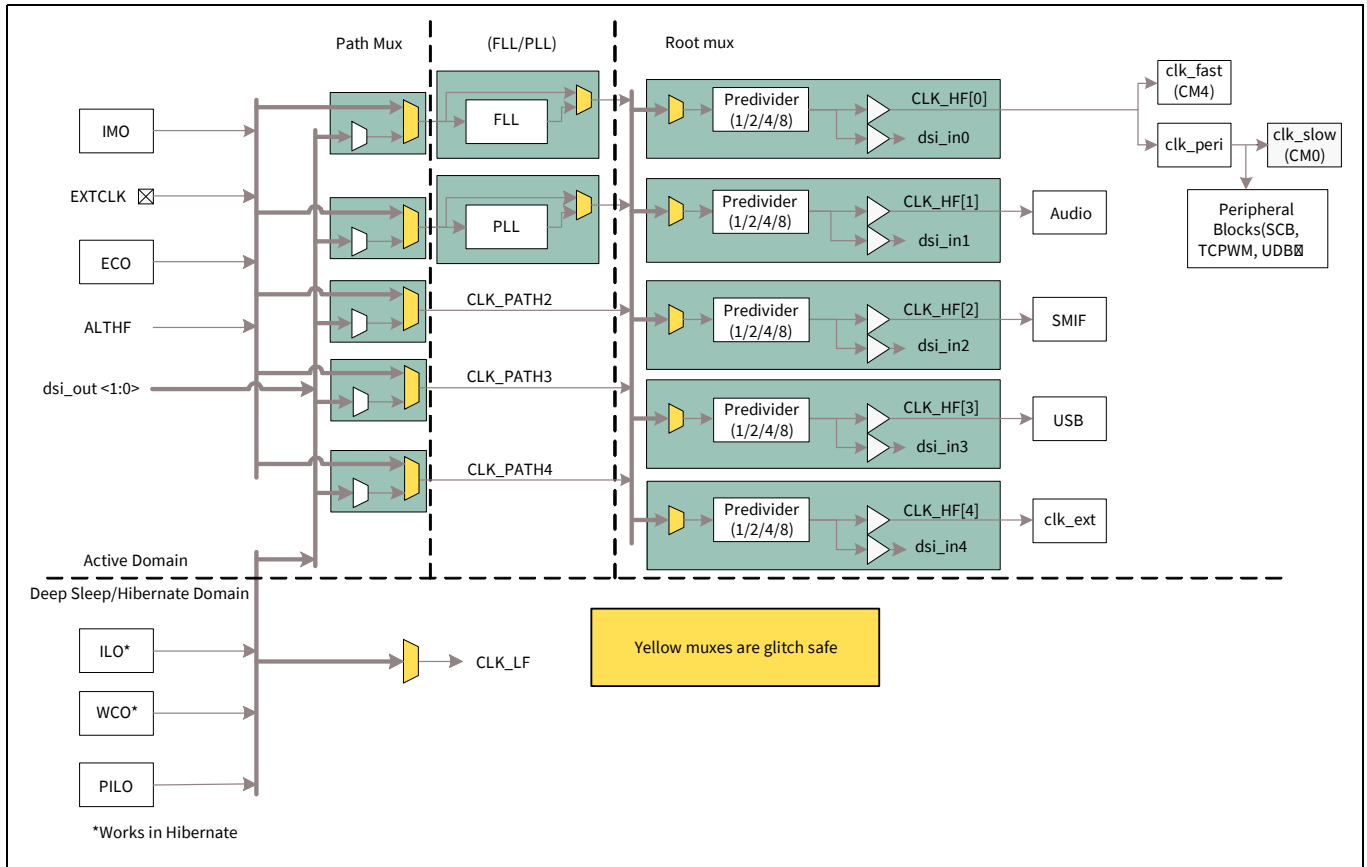 Path Mux
(FLL/PLL)
Root mux
IMO
EXTCLK
ECO
ALTHF
dsi_out <1:0>
FLL
PLL
CLK_PATH2
CLK_PATH3
CLK_PATH4
Predivider
(1/2/4/8)
CLK_HF[0]
dsi_in0
clk_fast
(CM4)
clk_peri
clk_slow
(CM0)
Peripheral
Blocks(SCB,
TCPWM, UDB
Predivider
(1/2/4/8)
CLK_HF[1]
dsi_in1
Audio
Predivider
(1/2/4/8)
CLK_HF[2]
dsi_in2
SMIF
Predivider
(1/2/4/8)
CLK_HF[3]
dsi_in3
USB
Predivider
(1/2/4/8)
CLK_HF[4]
dsi_in4
clk_ext
Active Domain
Deep Sleep/Hibernate Domain
ILO*
WCO*
PILO
CLK_LF
Yellow muxes are glitch safe
*Works in Hibernate